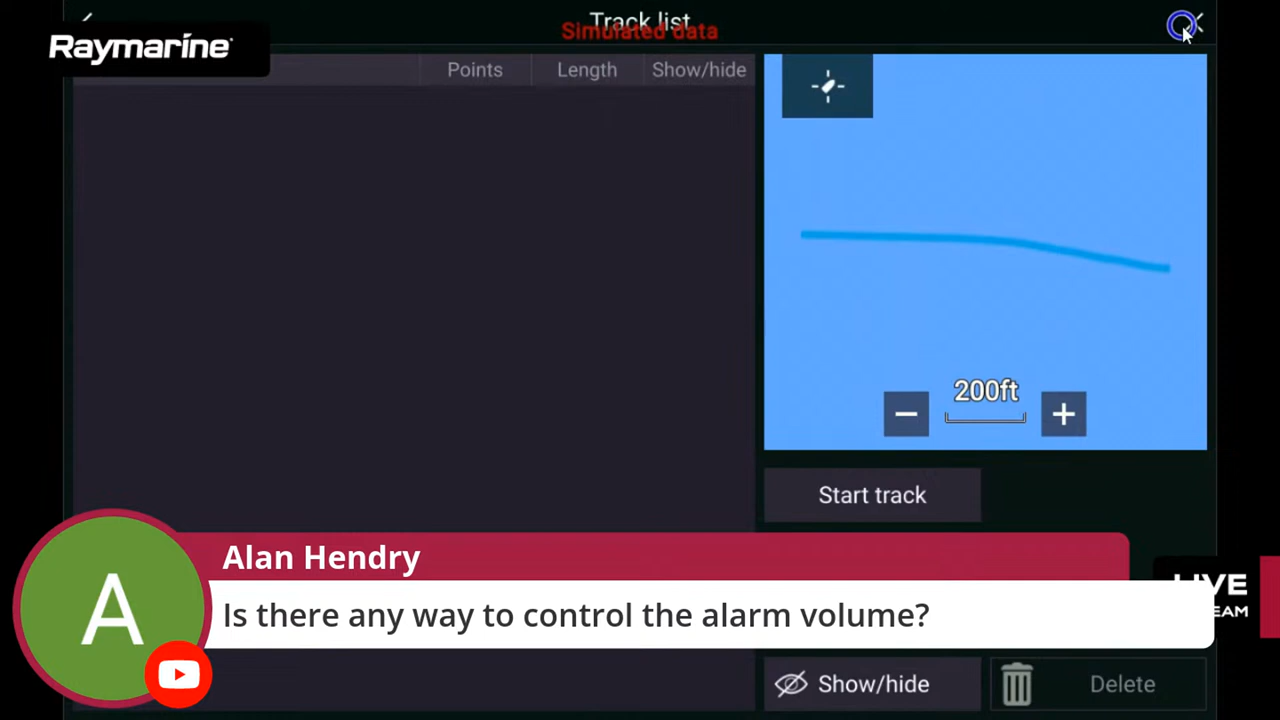 Track list
Simulated data
Raymarine
Points Length Show/hide
200ft
Start track
Alan Hendry
A
Is there any way to control the alarm volume?
LIVE
Show/hide
Delete